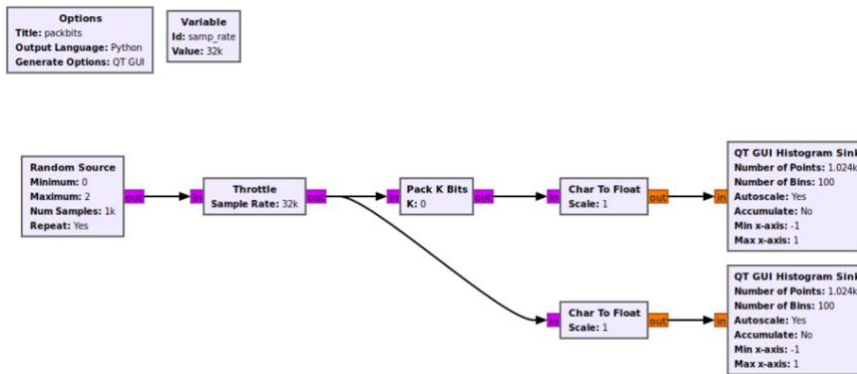 Options
Title: packbits
Output Language: Python
Generate Options: QT GUI
Variable
Id: samp_rate
Value: 32k
Random Source
Minimum: 0
Maximum: 2
Num Samples: 1k
Repeat: Yes
out
in
Throttle
Sample Rate: 32k
out
in
Pack K Bits
K: 0
out
in
Char To Float
Scale: 1
out
in
QT GUI Histogram Sink
Number of Points: 1.024k
Number of Bins: 100
Autoscale: Yes
Accumulate: No
Min x-axis: -1
Max x-axis: 1
in
Char To Float
Scale: 1
out
in
QT GUI Histogram Sink
Number of Points: 1.024k
Number of Bins: 100
Autoscale: Yes
Accumulate: No
Min x-axis: -1
Max x-axis: 1